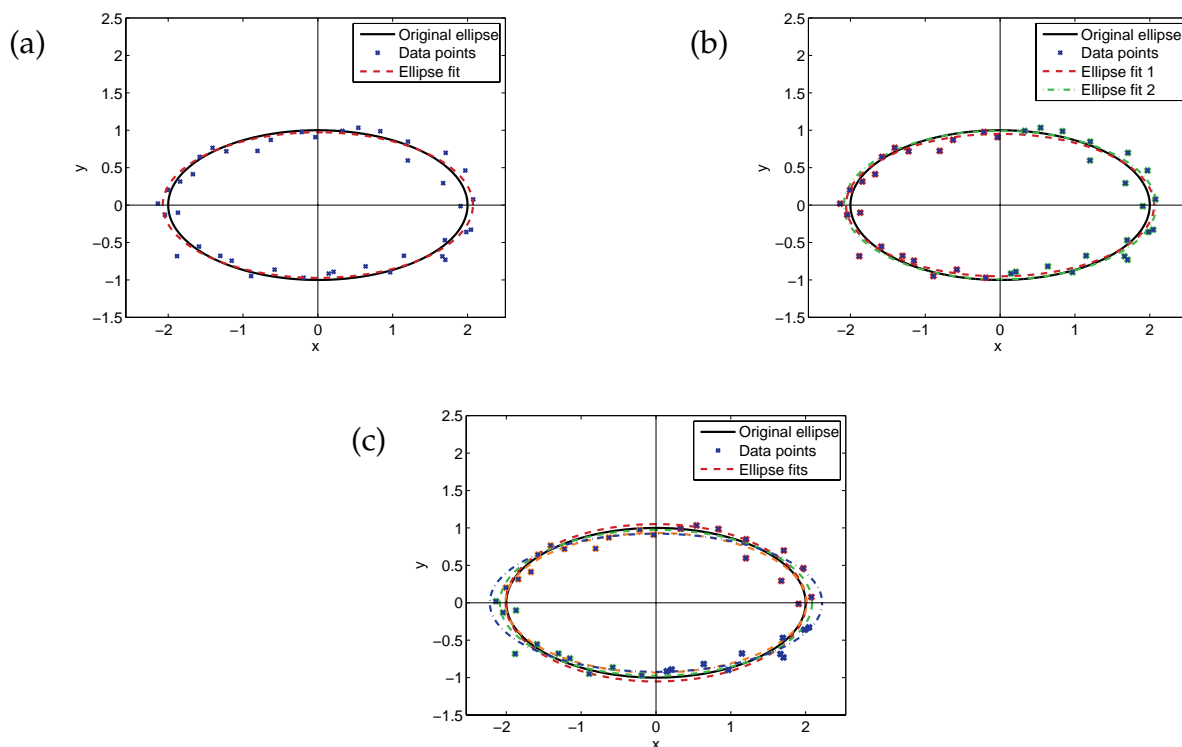 (a)
2.5
2
1.5
1
0.5
0
−0.5
−1
−1.5
y
−2
−1
0
1
2
x
Original ellipse
Data points
Ellipse fit
(b)
2.5
2
1.5
1
0.5
0
−0.5
−1
−1.5
y
−2
−1
0
1
2
x
Original ellipse
Data points
Ellipse fit 1
Ellipse fit 2
(c)
2.5
2
1.5
1
0.5
0
−0.5
−1
−1.5
y
−2
−1
0
1
2
x
Original ellipse
Data points
Ellipse fits